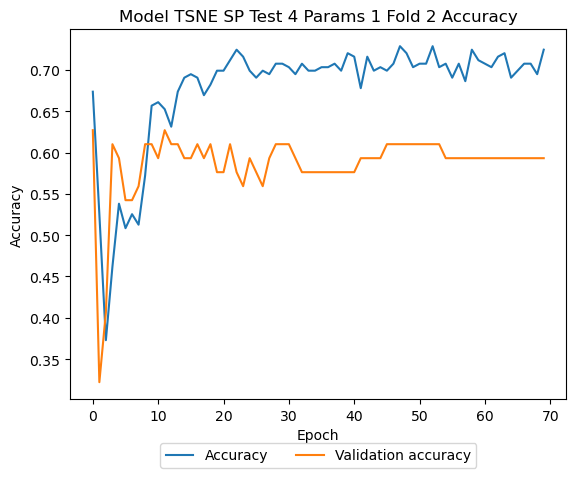 Model TSNE SP Test 4 Params 1 Fold 2 Accuracy
0.70
0.65
0.60
0.55
0.50
0.45
0.40
0.35
Accuracy
0 10 20 30 40 50 60 70
Epoch
Accuracy Validation accuracy